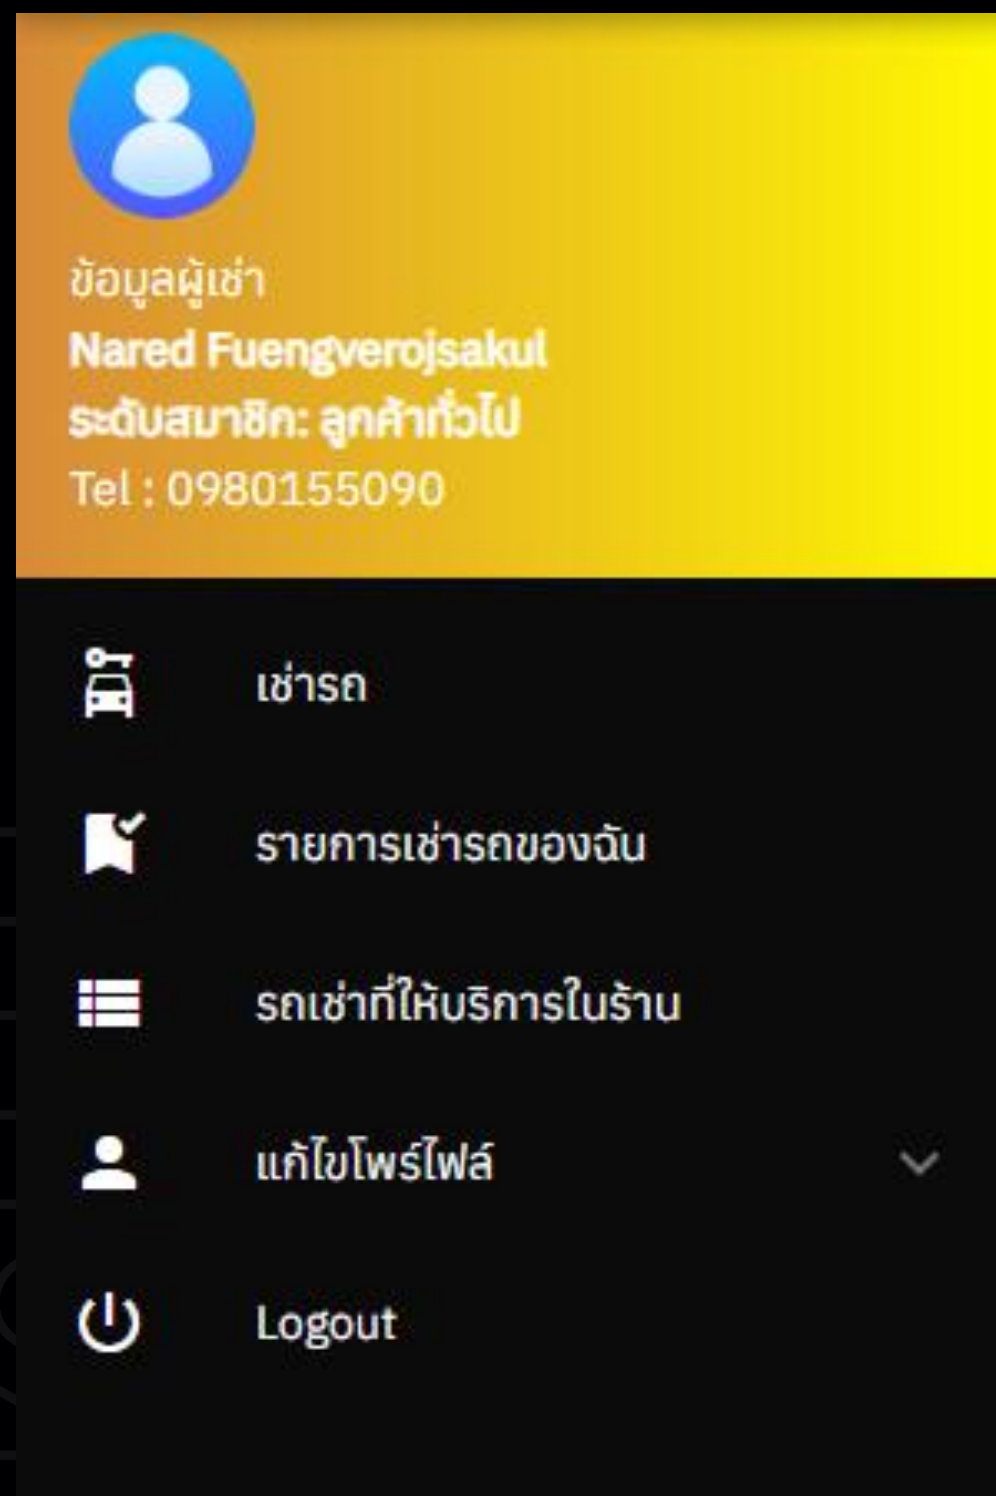 ข้อมูลผู้เช่า
Nared Fuengverojsakul
ระดับสมาชิก: ลูกค้าทั่วไป
Tel : 0980155090
เช่ารถ
รายการเช่ารถของฉัน
รถเช่าที่ให้บริการในร้าน
แก้ไขโพร์ไฟล์
Logout